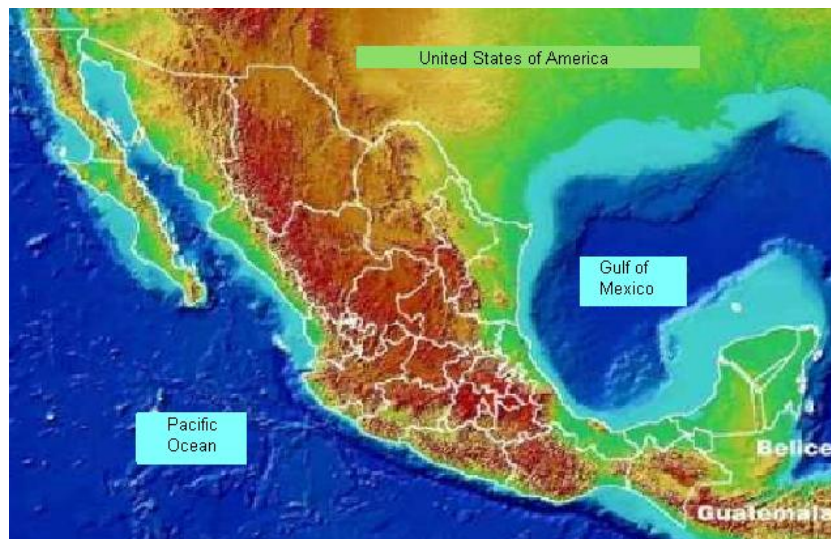 United States of America
Gulf of
Mexico
Pacific
Ocean
Belice
Guatemala